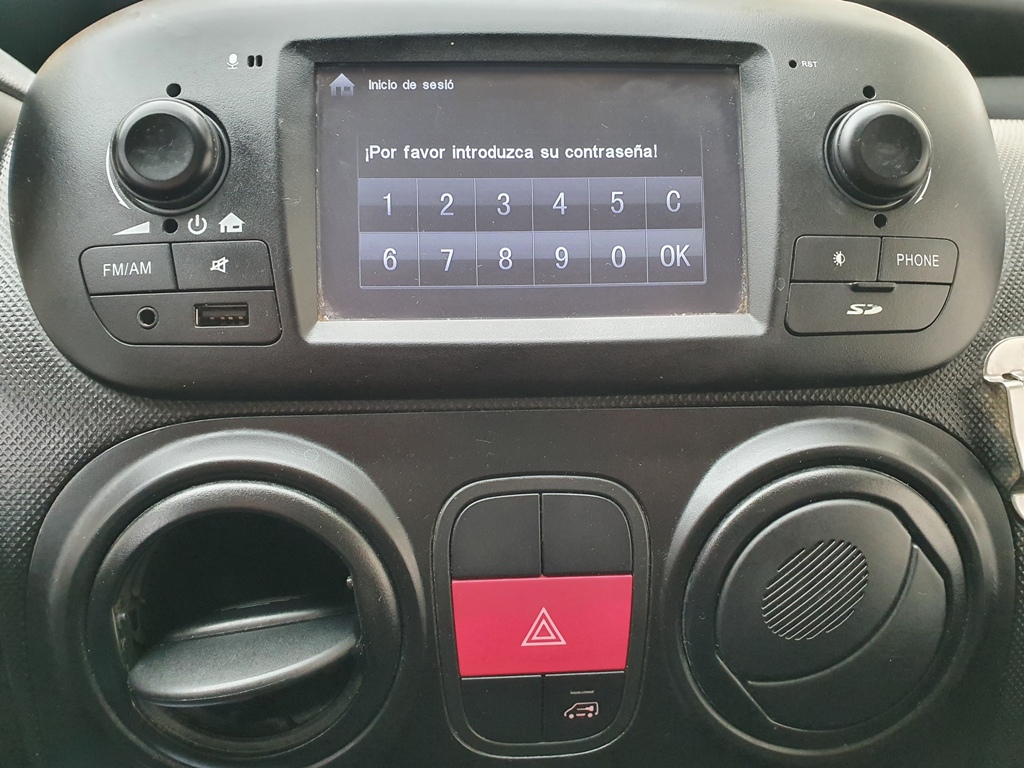 RST
Inicio de sesió
¡Por favor introduzca su contraseña!
1 2 3 4 5 C
6 7 8 9 0 OK
FM/AM
PHONE
SD